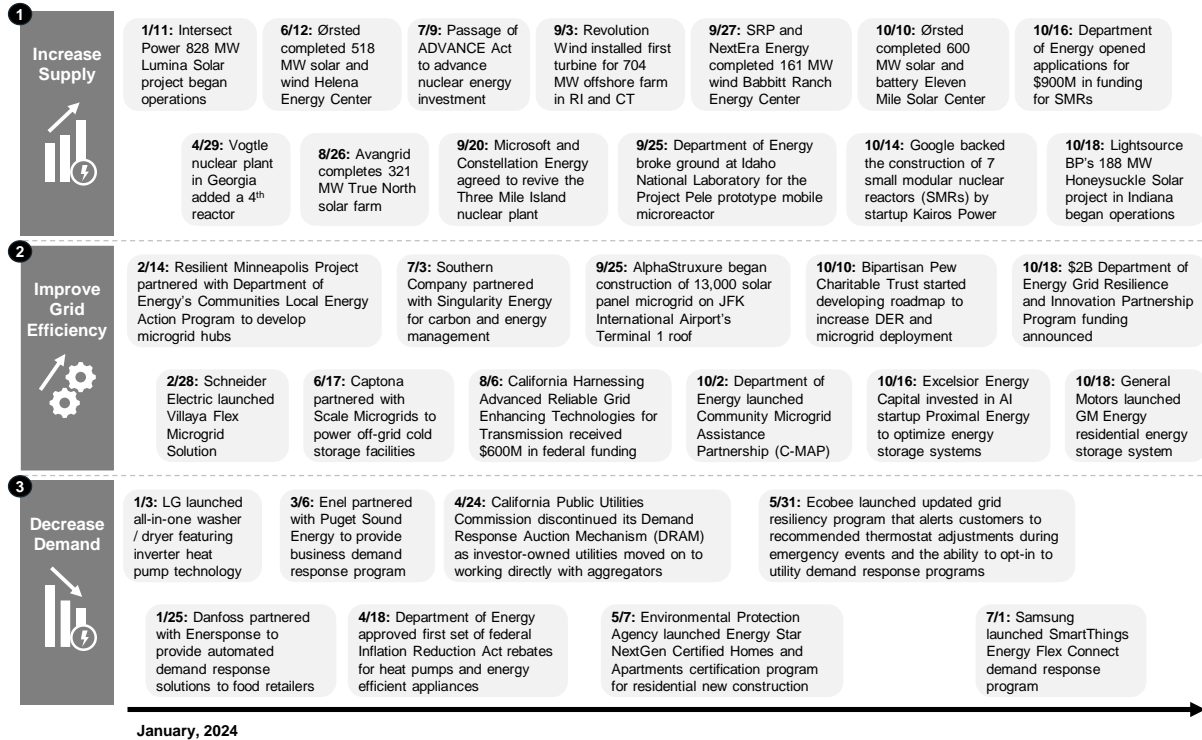 1
Increase
Supply
1/11: Intersect
Power 828 MW
Lumina Solar
project began
operations
6/12: Ørsted
completed 518
MW solar and
wind Helena
Energy Center
7/9: Passage of
ADVANCE Act
to advance
nuclear energy
investment
9/3: Revolution
Wind installed first
turbine for 704
MW offshore farm
in RI and CT
9/27: SRP and
NextEra Energy
completed 161 MW
wind Babbitt Ranch
Energy Center
10/10: Ørsted
completed 600
MW solar and
battery Eleven
Mile Solar Center
10/16: Department
of Energy opened
applications for
$900M in funding
for SMRs
4/29: Vogtle
nuclear plant
in Georgia
added a 4th
reactor
8/26: Avangrid
completes 321
MW True North
solar farm
9/20: Microsoft and
Constellation Energy
agreed to revive the
Three Mile Island
nuclear plant
9/25: Department of Energy
broke ground at Idaho
National Laboratory for the
Project Pele prototype mobile
microreactor
10/14: Google backed
the construction of 7
small modular nuclear
reactors (SMRs) by
startup Kairos Power
10/18: Lightsource
BP's 188 MW
Honeysuckle Solar
project in Indiana
began operations
2
Improve
Grid
Efficiency
2/14: Resilient Minneapolis Project
partnered with Department of
Energy's Communities Local Energy
Action Program to develop
microgrid hubs
7/3: Southern
Company partnered
with Singularity Energy
for carbon and energy
management
9/25: AlphaStruxure began
construction of 13,000 solar
panel microgrid on JFK
International Airport's
Terminal 1 roof
10/10: Bipartisan Pew
Charitable Trust started
developing roadmap to
increase DER and
microgrid deployment
10/18: $2B Department of
Energy Grid Resilience
and Innovation Partnership
Program funding
announced
2/28: Schneider
Electric launched
Villaya Flex
Microgrid
Solution
6/17: Captona
partnered with
Scale Microgrids to
power off-grid cold
storage facilities
8/6: California Harnessing
Advanced Reliable Grid
Enhancing Technologies for
Transmission received
$600M in federal funding
10/2: Department of
Energy launched
Community Microgrid
Assistance
Partnership (C-MAP)
10/16: Excelsior Energy
Capital invested in AI
startup Proximal Energy
to optimize energy
storage systems
10/18: General
Motors launched
GM Energy
residential energy
storage system
3
Decrease
Demand
1/3: LG launched
all-in-one washer
/ dryer featuring
inverter heat
pump technology
3/6: Enel partnered
with Puget Sound
Energy to provide
business demand
response program
4/24: California Public Utilities
Commission discontinued its Demand
Response Auction Mechanism (DRAM)
as investor-owned utilities moved on to
working directly with aggregators
5/31: Ecobee launched updated grid
resiliency program that alerts customers to
recommended thermostat adjustments during
emergency events and the ability to opt-in to
utility demand response programs
1/25: Danfoss partnered
with Enersponse to
provide automated
demand response
solutions to food retailers
4/18: Department of Energy
approved first set of federal
Inflation Reduction Act rebates
for heat pumps and energy
efficient appliances
5/7: Environmental Protection
Agency launched Energy Star
NextGen Certified Homes and
Apartments certification program
for residential new construction
7/1: Samsung
launched SmartThings
Energy Flex Connect
demand response
program
January, 2024